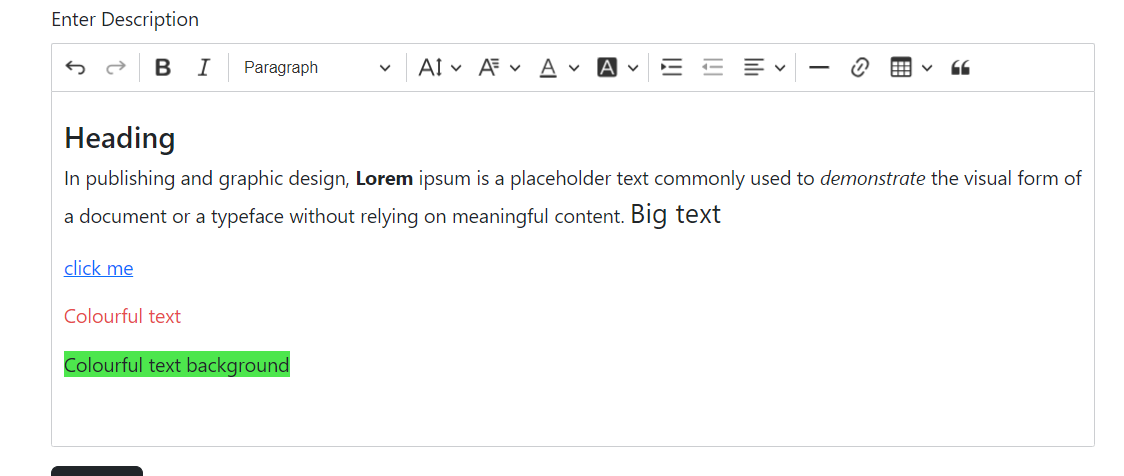 Enter Description
B I Paragraph A A A A
Heading
In publishing and graphic design, Lorem ipsum is a placeholder text commonly used to demonstrate the visual form of
a document or a typeface without relying on meaningful content. Big text
click me
Colourful text
Colourful text background